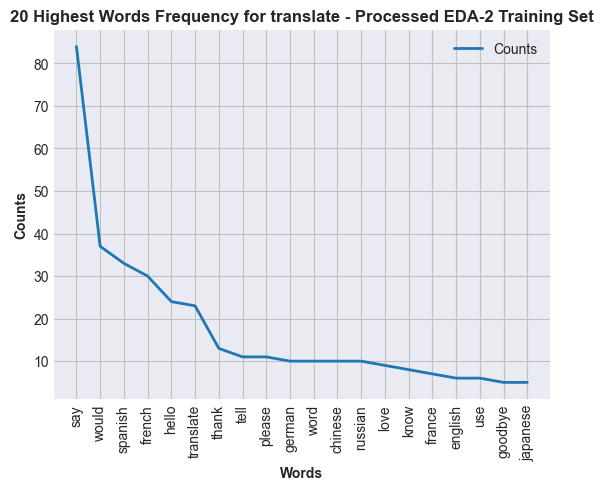 20 Highest Words Frequency for translate - Processed EDA-2 Training Set
Counts
80
70
60
50
40
30
20
10
Counts
say
would
spanish
french
hello
translate
thank
tell
please
german
word
chinese
russian
love
know
france
english
use
goodbye
japanese
Words